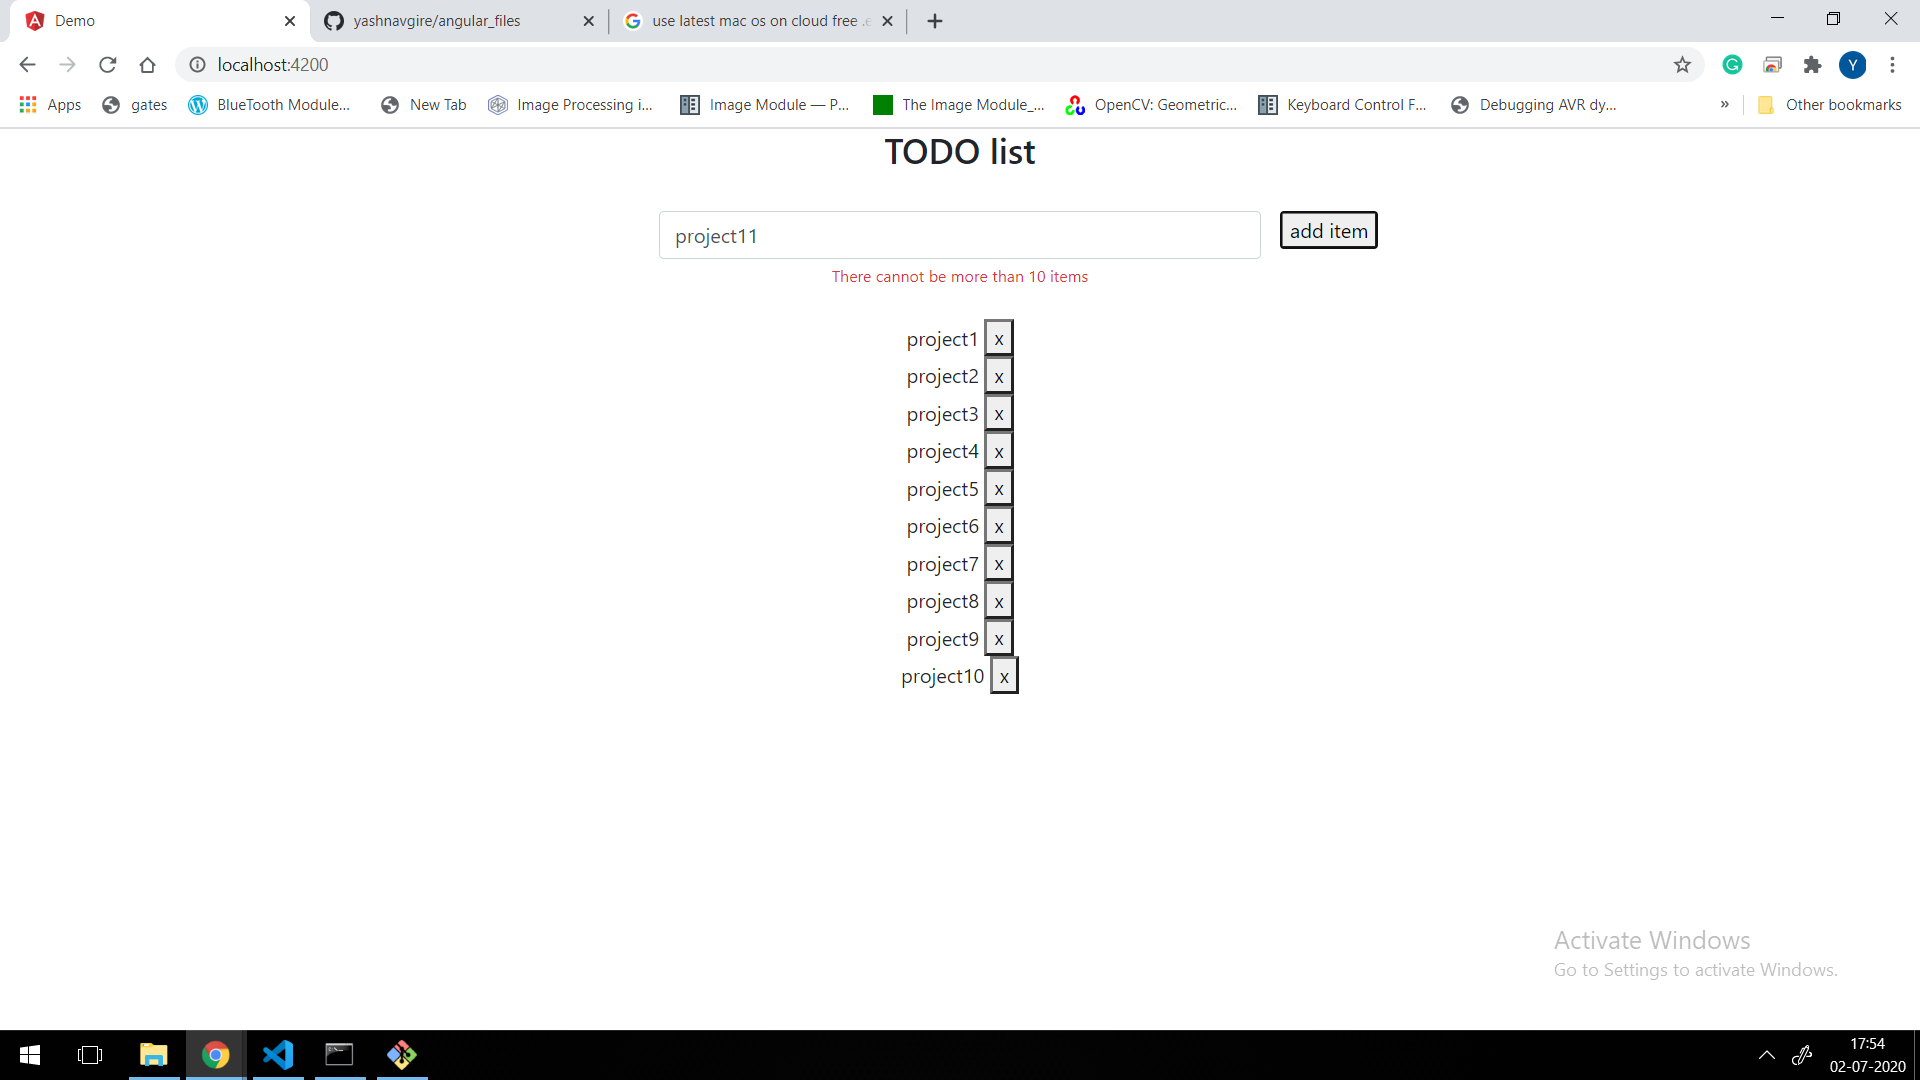 Demo
yashnavgire/angular_files
use latest mac os on cloud free .e
localhost:4200
Y
Apps
gates
BlueTooth Module...
New Tab
Image Processing i...
Image Module — P...
The Image Module_...
OpenCV: Geometric...
Keyboard Control F...
Debugging AVR dy...
»
Other bookmarks
TODO list
project11
add item
There cannot be more than 10 items
project1 x
project2 x
project3 x
project4 x
project5 x
project6 x
project7 x
project8 x
project9 x
project10 x
Activate Windows
Go to Settings to activate Windows.
17:54
02-07-2020